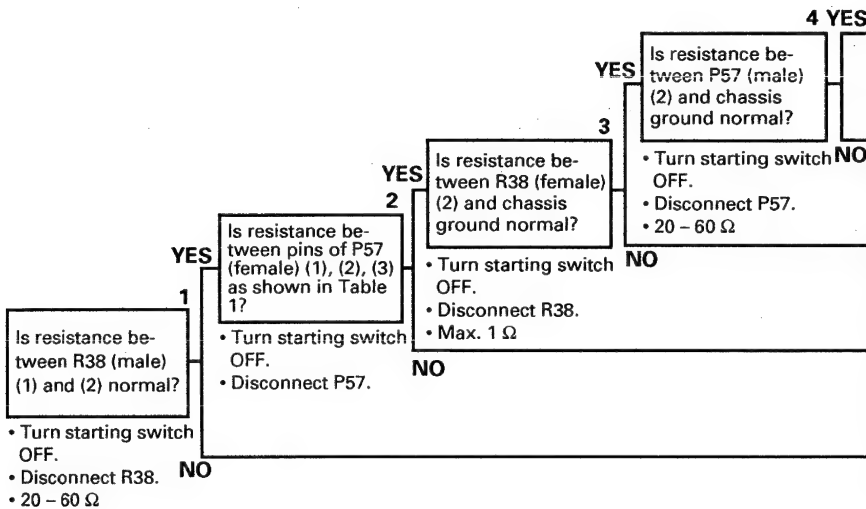 1
Is resistance be-
tween R38 (male)
(1) and (2) normal?
• Turn starting switch
OFF.
• Disconnect R38.
• 20 – 60 Ω
YES
NO
2
Is resistance be-
tween pins of P57
(female) (1), (2), (3)
as shown in Table
1?
• Turn starting switch
OFF.
• Disconnect P57.
YES
NO
3
Is resistance be-
tween R38 (female)
(2) and chassis
ground normal?
• Turn starting switch
OFF.
• Disconnect R38.
• Max. 1 Ω
YES
NO
4
Is resistance be-
tween P57 (male)
(2) and chassis
ground normal?
• Turn starting switch
OFF.
• Disconnect P57.
• 20 – 60 Ω
YES
NO